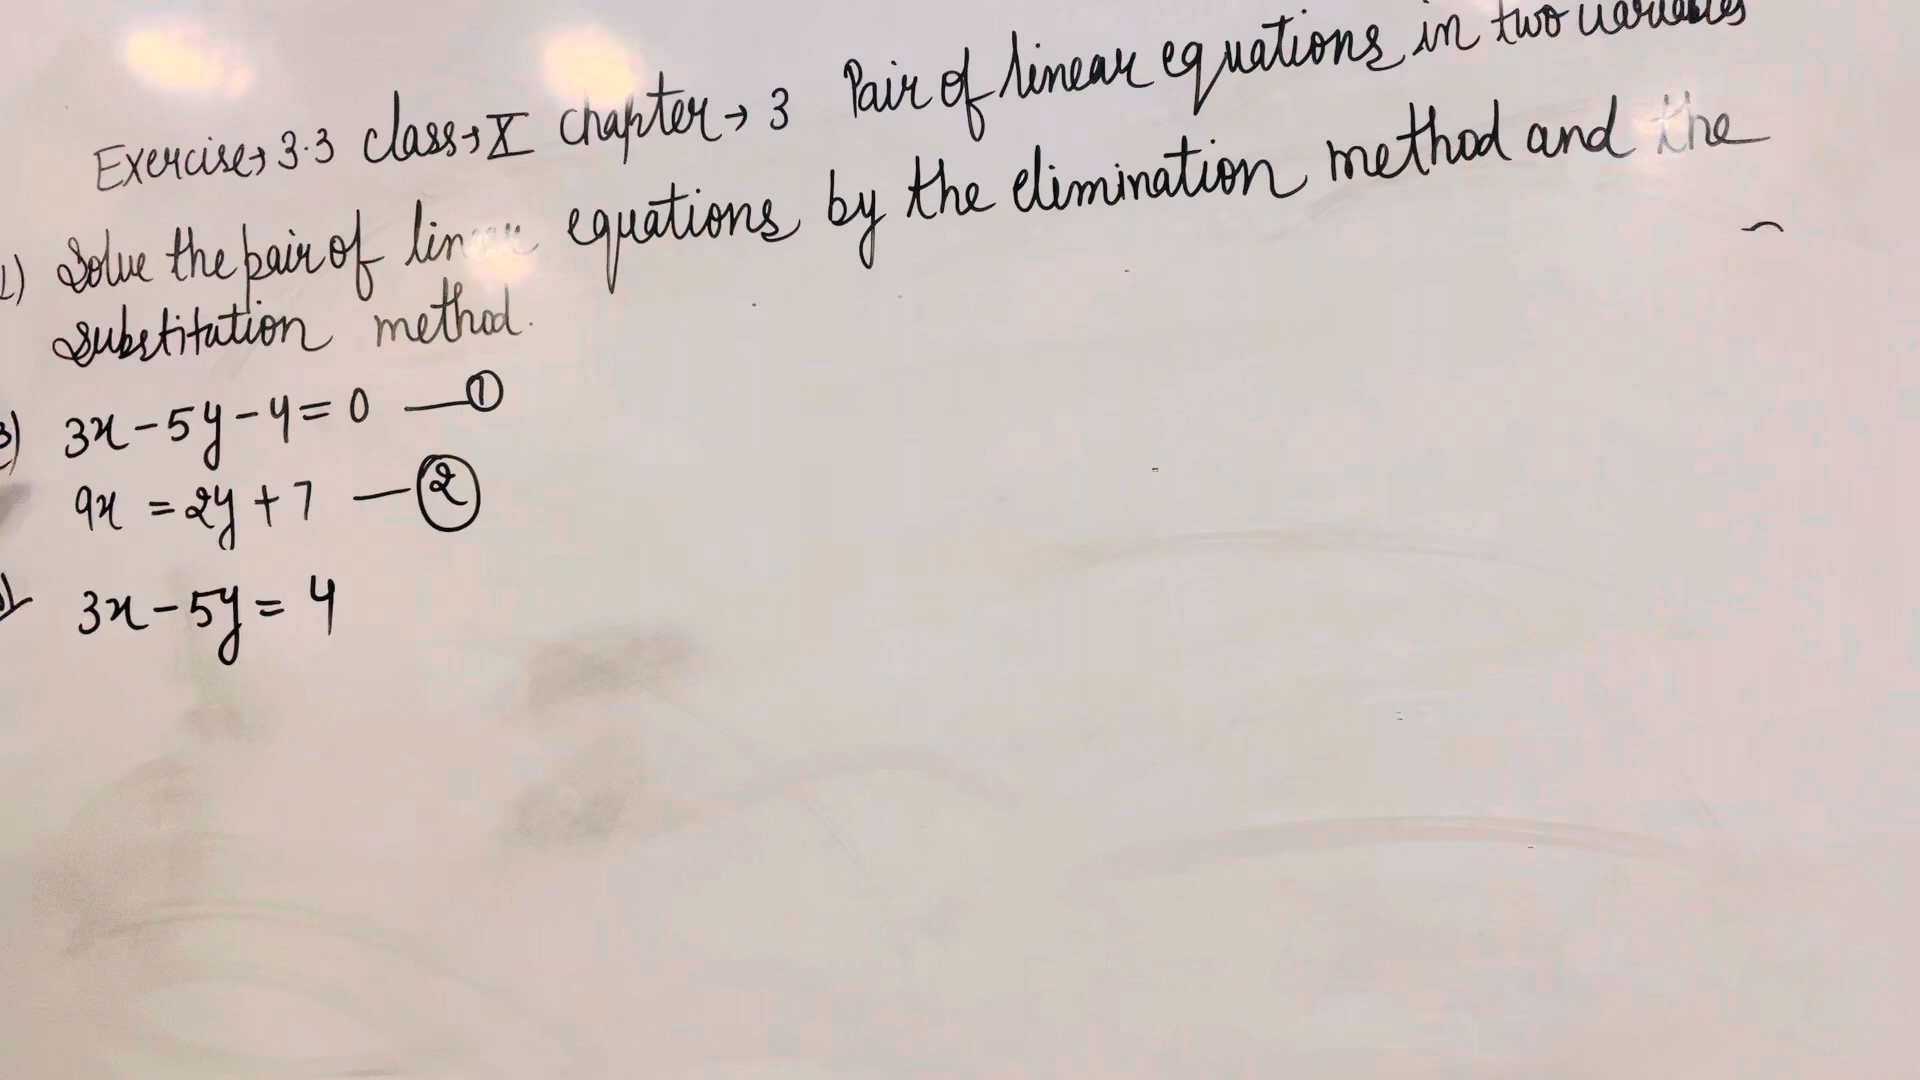 Exercise→ 3.3 class→ X chapter→ 3 Pair of linear equations in two variables
1) Solve the pair of linear equations by the elimination method and the
substitution method.
3) 3x - 5y - 4 = 0 — ①
9x = 2y + 7 — ②
3x - 5y = 4